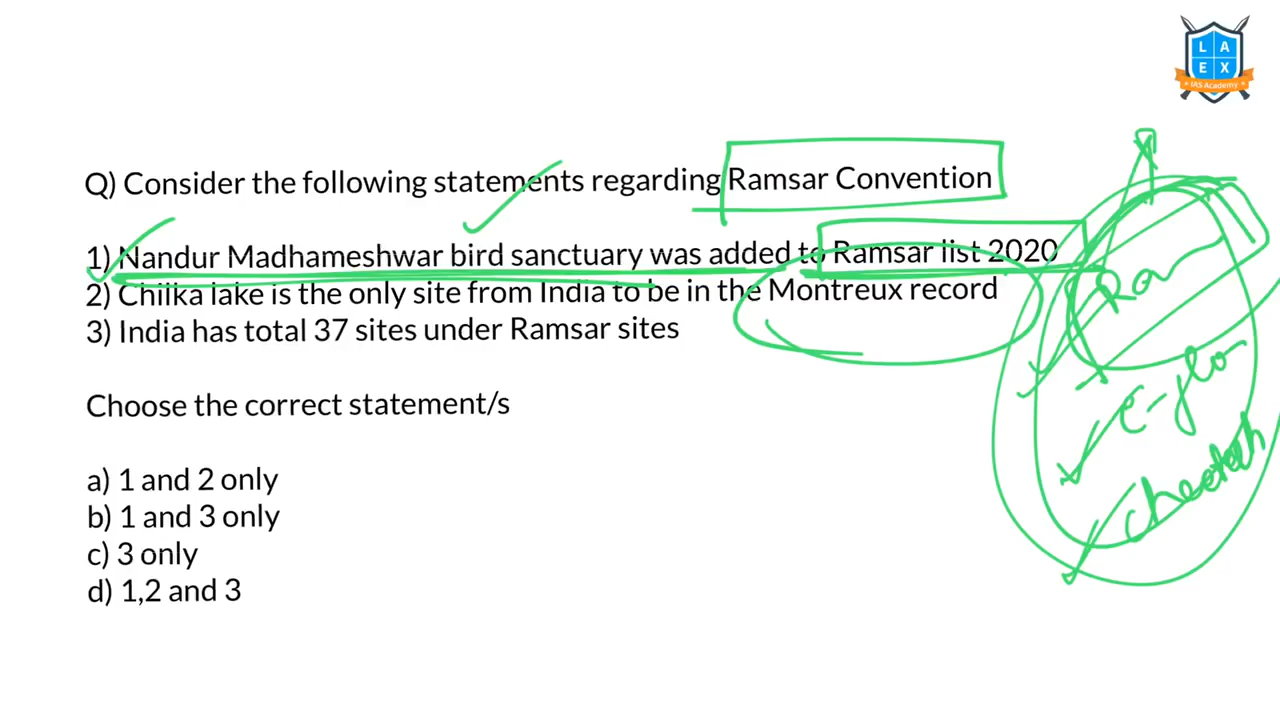 L A
E X
IAS Academy
Q) Consider the following statements regarding Ramsar Convention
1) Nandur Madhameshwar bird sanctuary was added to Ramsar list 2020
2) Chilka lake is the only site from India to be in the Montreux record
3) India has total 37 sites under Ramsar sites
Choose the correct statement/s
a) 1 and 2 only
b) 1 and 3 only
c) 3 only
d) 1,2 and 3